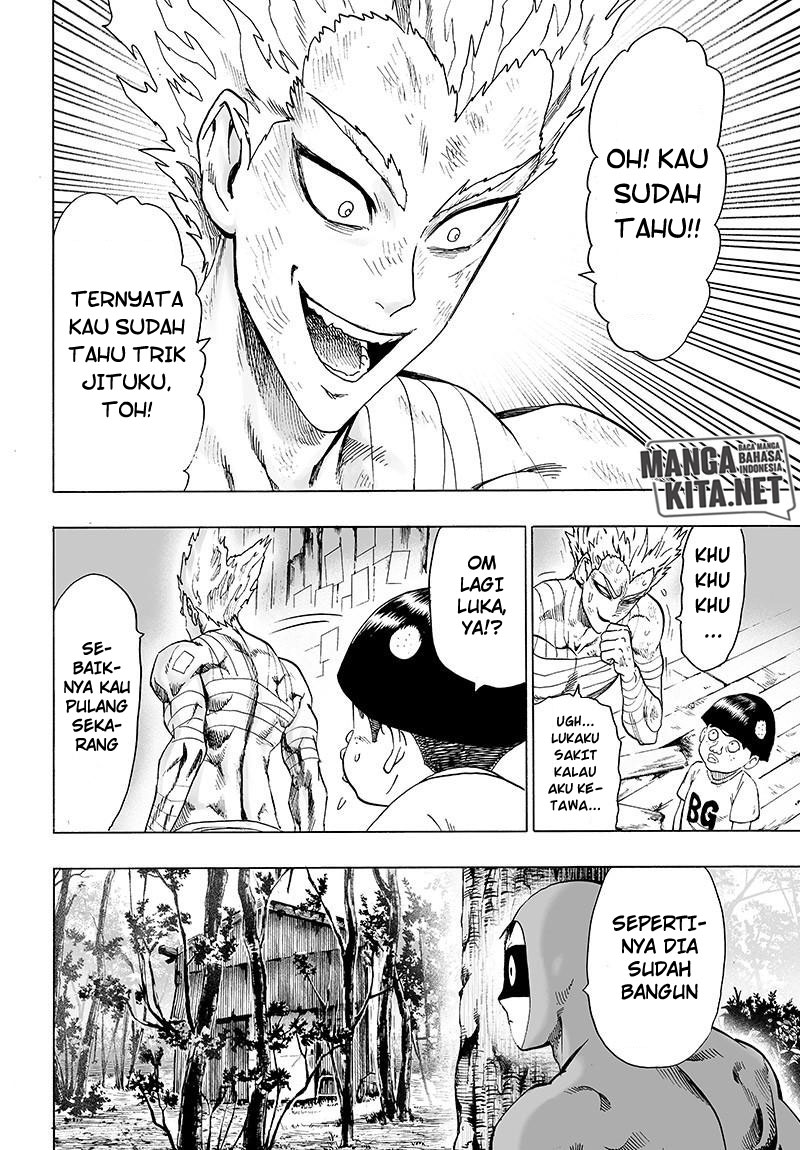 OH! KAU
SUDAH
TAHU!!
TERNYATA
KAU SUDAH
TAHU TRIK
JITUKU,
TOH!
MANGA
KITA.NET
BACA MANGA
BAHASA
INDONESIA
KHU
KHU
KHU
...
UGH...
LUKAKU
SAKIT
KALAU
AKU KE-
TAWA...
BG
OM
LAGI
LUKA,
YA!?
SE-
BAIK-
NYA KAU
PULANG
SEKA-
RANG
SEPERTI-
NYA DIA
SUDAH
BANGUN